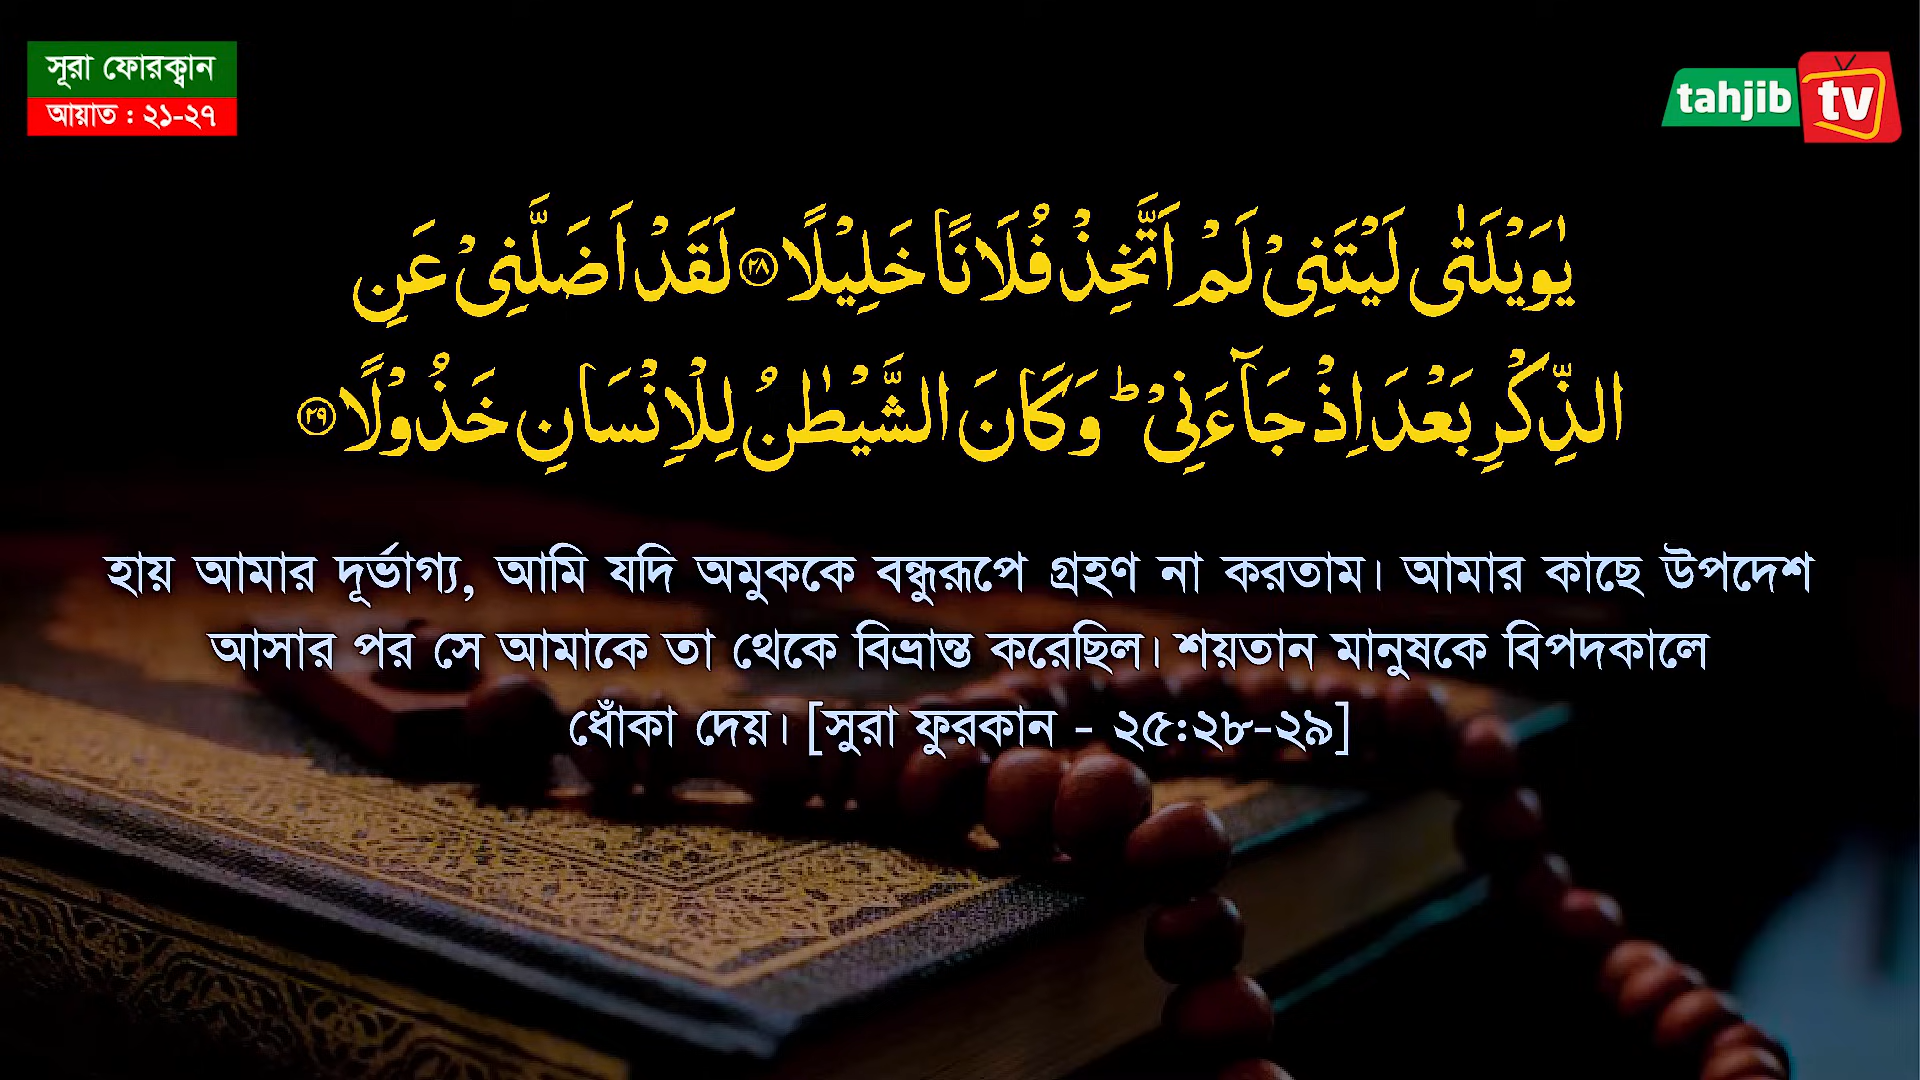 সূরা ফোরক্বান
আয়াত : ২১-২৭
tahjib tv
يٰوَيْلَتٰى لَيْتَنِىْ لَمْ اَتَّخِذْ فُلَانًا خَلِيْلًا ۝٢٨ لَقَدْ اَضَلَّنِىْ عَنِ
الذِّكْرِ بَعْدَ اِذْ جَآءَنِىْ ؕ وَكَانَ الشَّيْطٰنُ لِلْاِنْسَانِ خَذُوْلًا ۝٢٩
হায় আমার দূর্ভাগ্য, আমি যদি অমুককে বন্ধুরূপে গ্রহণ না করতাম। আমার কাছে উপদেশ
আসার পর সে আমাকে তা থেকে বিভ্রান্ত করেছিল। শয়তান মানুষকে বিপদকালে
ধোঁকা দেয়। [সুরা ফুরকান - ২৫:২৮-২৯]